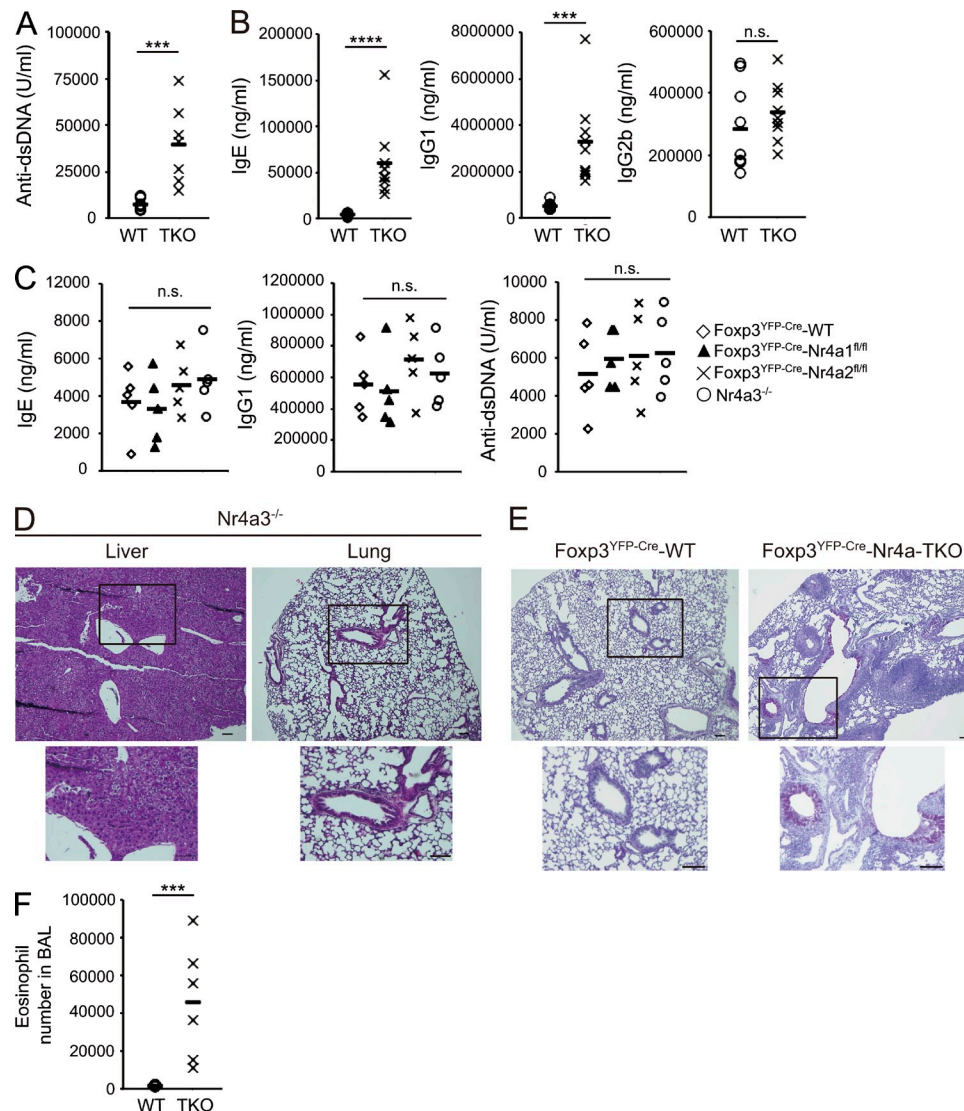 A
Anti-dsDNA (U/ml)
100000
75000
50000
25000
0
***
WT TKO
B
IgE (ng/ml)
200000
150000
100000
50000
0
****
WT TKO
IgG1 (ng/ml)
8000000
6000000
4000000
2000000
0
***
WT TKO
IgG2b (ng/ml)
600000
400000
200000
0
n.s.
WT TKO
C
IgE (ng/ml)
12000
10000
8000
6000
4000
2000
0
n.s.
IgG1 (ng/ml)
1200000
1000000
800000
600000
400000
200000
0
n.s.
Anti-dsDNA (U/ml)
10000
8000
6000
4000
2000
0
n.s.
Foxp3YFP-Cre-WT
Foxp3YFP-Cre-Nr4a1fl/fl
Foxp3YFP-Cre-Nr4a2fl/fl
Nr4a3-/-
D
Nr4a3-/-
Liver Lung
E
Foxp3YFP-Cre-WT Foxp3YFP-Cre-Nr4a-TKO
F
Eosinophil
number in BAL
100000
80000
60000
40000
20000
0
***
WT TKO